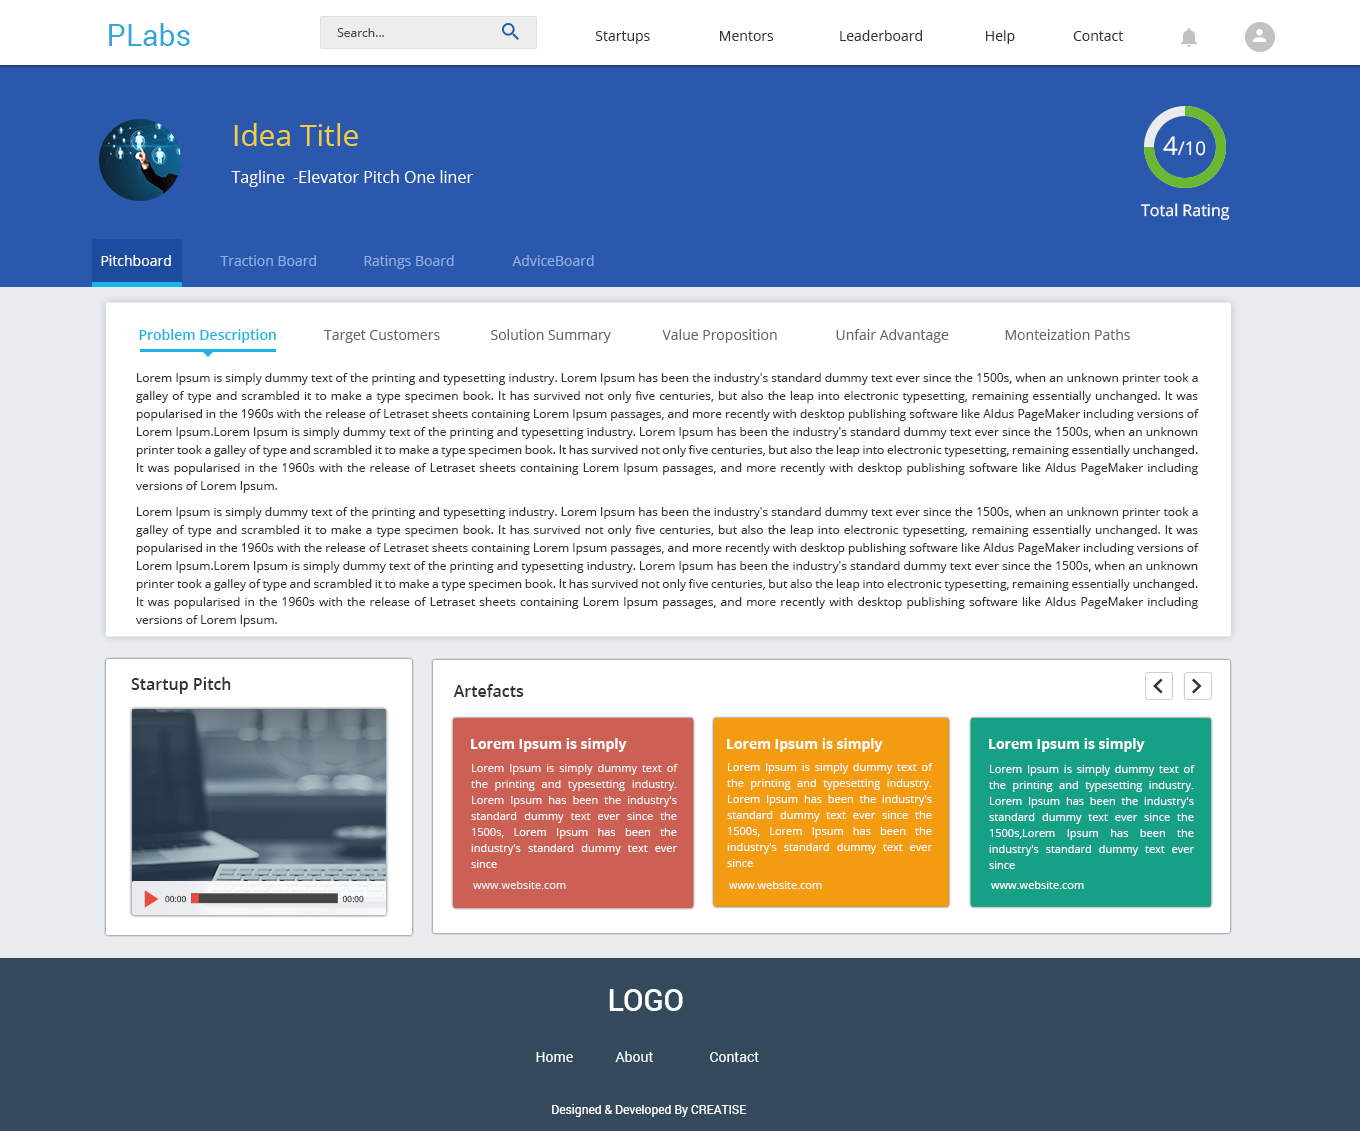 PLabs
Search...
Startups
Mentors
Leaderboard
Help
Contact
Idea Title
Tagline -Elevator Pitch One liner
4/10
Total Rating
Pitchboard
Traction Board
Ratings Board
AdviceBoard
Problem Description
Target Customers
Solution Summary
Value Proposition
Unfair Advantage
Monteization Paths
Lorem Ipsum is simply dummy text of the printing and typesetting industry. Lorem Ipsum has been the industry's standard dummy text ever since the 1500s, when an unknown printer took a
galley of type and scrambled it to make a type specimen book. It has survived not only five centuries, but also the leap into electronic typesetting, remaining essentially unchanged. It was
popularised in the 1960s with the release of Letraset sheets containing Lorem Ipsum passages, and more recently with desktop publishing software like Aldus PageMaker including versions of
Lorem Ipsum.Lorem Ipsum is simply dummy text of the printing and typesetting industry. Lorem Ipsum has been the industry's standard dummy text ever since the 1500s, when an unknown
printer took a galley of type and scrambled it to make a type specimen book. It has survived not only five centuries, but also the leap into electronic typesetting, remaining essentially unchanged.
It was popularised in the 1960s with the release of Letraset sheets containing Lorem Ipsum passages, and more recently with desktop publishing software like Aldus PageMaker including
versions of Lorem Ipsum.
Lorem Ipsum is simply dummy text of the printing and typesetting industry. Lorem Ipsum has been the industry's standard dummy text ever since the 1500s, when an unknown printer took a
galley of type and scrambled it to make a type specimen book. It has survived not only five centuries, but also the leap into electronic typesetting, remaining essentially unchanged. It was
popularised in the 1960s with the release of Letraset sheets containing Lorem Ipsum passages, and more recently with desktop publishing software like Aldus PageMaker including versions of
Lorem Ipsum.Lorem Ipsum is simply dummy text of the printing and typesetting industry. Lorem Ipsum has been the industry's standard dummy text ever since the 1500s, when an unknown
printer took a galley of type and scrambled it to make a type specimen book. It has survived not only five centuries, but also the leap into electronic typesetting, remaining essentially unchanged.
It was popularised in the 1960s with the release of Letraset sheets containing Lorem Ipsum passages, and more recently with desktop publishing software like Aldus PageMaker including
versions of Lorem Ipsum.
Startup Pitch
00:00
00:00
Artefacts
Lorem Ipsum is simply
Lorem Ipsum is simply dummy text of
the printing and typesetting industry.
Lorem Ipsum has been the industry's
standard dummy text ever since the
1500s, Lorem Ipsum has been the
industry's standard dummy text ever
since
www.website.com
Lorem Ipsum is simply
Lorem Ipsum is simply dummy text of
the printing and typesetting industry.
Lorem Ipsum has been the industry's
standard dummy text ever since the
1500s, Lorem Ipsum has been the
industry's standard dummy text ever
since
www.website.com
Lorem Ipsum is simply
Lorem Ipsum is simply dummy text of
the printing and typesetting industry.
Lorem Ipsum has been the industry's
standard dummy text ever since the
1500s,Lorem Ipsum has been the
industry's standard dummy text ever
since
www.website.com
LOGO
Home
About
Contact
Designed & Developed By CREATISE